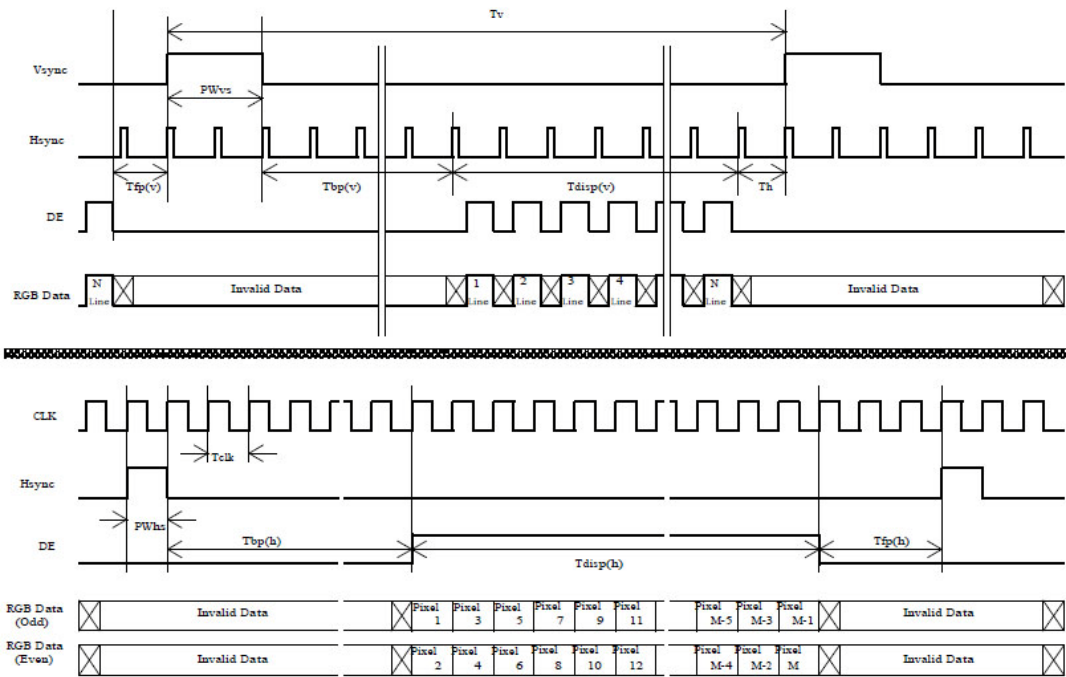 Tv
Vsync
PWvs
Hsync
Tfp(v)
Tbp(v)
Tdisp(v)
Th
DE
N 1 2 3 4 N
RGB Data Invalid Data Invalid Data
Line Line Line Line Line Line
CLK
Tclk
Hsync
PWhs
Tbp(h)
Tfp(h)
DE
Tdisp(h)
RGB Data
(Odd)
Invalid Data
Pixel 1
Pixel 3
Pixel 5
Pixel 7
Pixel 9
Pixel 11
Pixel M-5
Pixel M-3
Pixel M-1
Invalid Data
RGB Data
(Even)
Invalid Data
Pixel 2
Pixel 4
Pixel 6
Pixel 8
Pixel 10
Pixel 12
Pixel M-4
Pixel M-2
Pixel M
Invalid Data